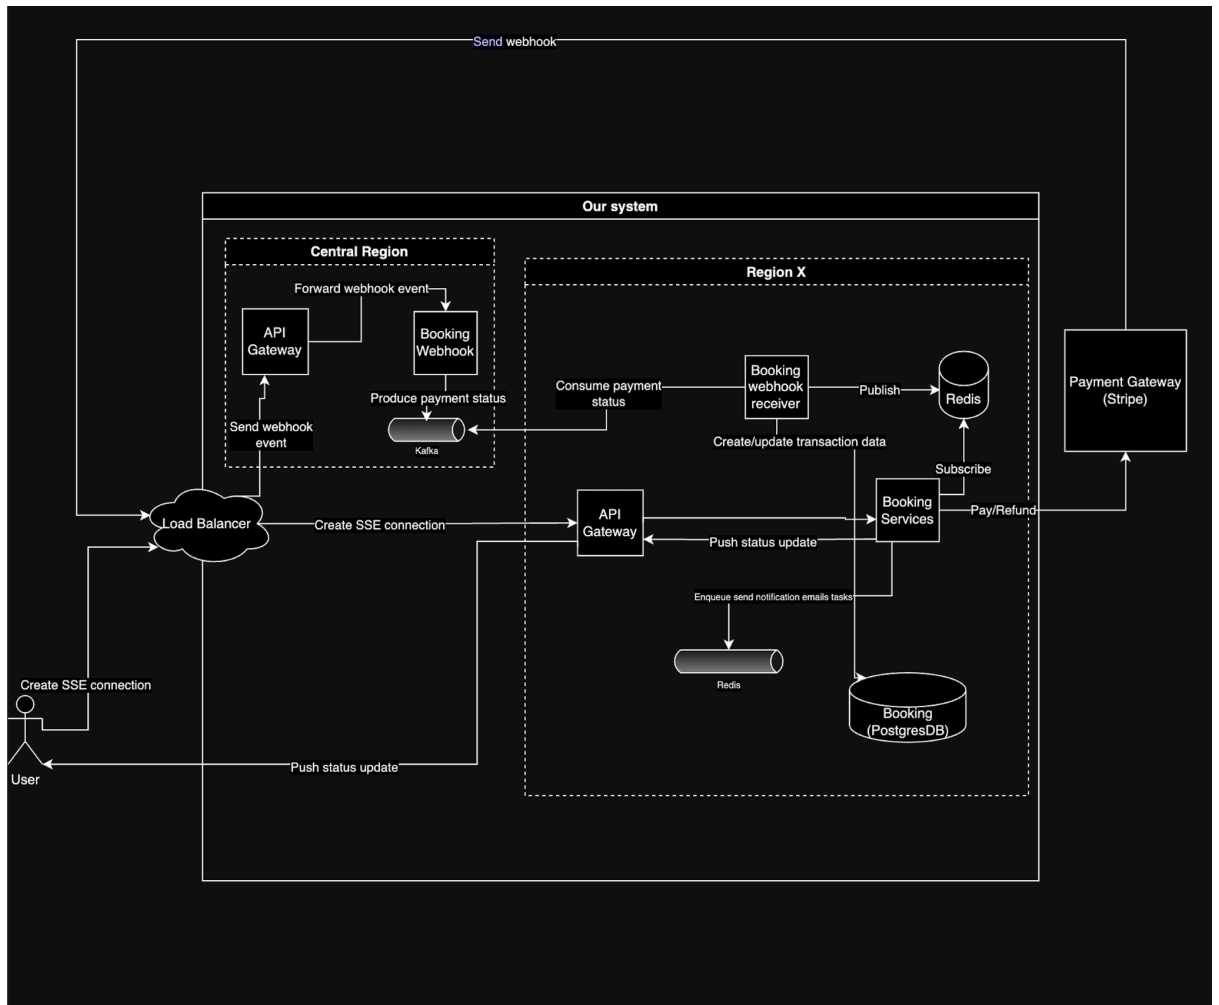 Send webhook
Our system
Central Region
Region X
Forward webhook event
API
Gateway
Booking
Webhook
Produce payment status
Kafka
Send webhook
event
Consume payment
status
Booking
webhook
receiver
Publish
Redis
Create/update transaction data
Subscribe
Payment Gateway
(Stripe)
Load Balancer
Create SSE connection
API
Gateway
Booking
Services
Pay/Refund
Push status update
Enqueue send notification emails tasks
Redis
Booking
(PostgresDB)
Create SSE connection
User
Push status update